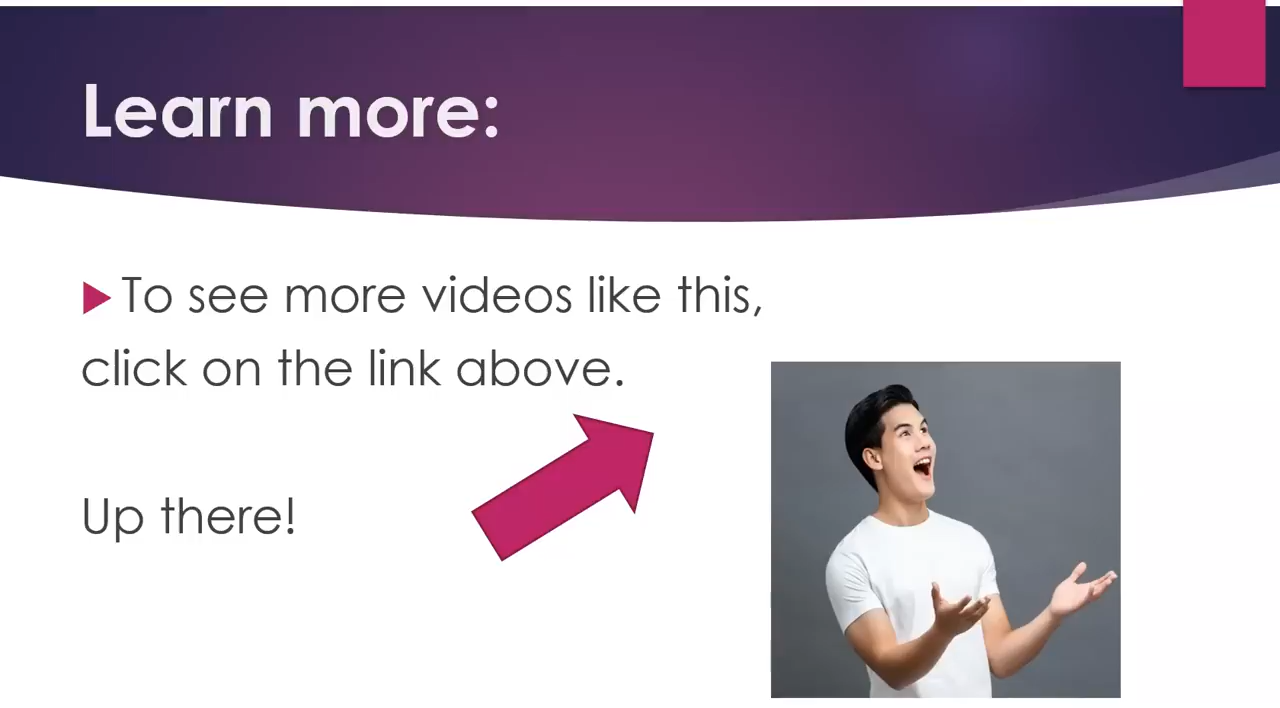 Learn more:
To see more videos like this,
click on the link above.
Up there!